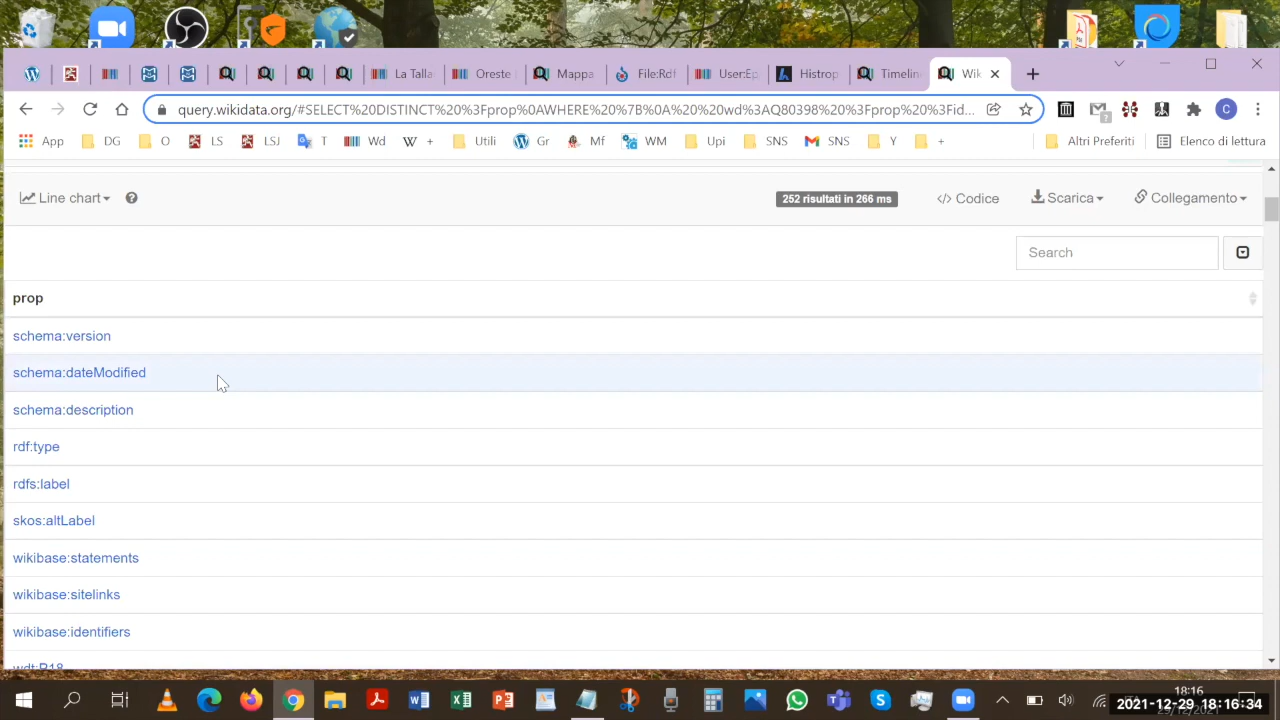 La Talla
Oreste
Mappa
File:Rdf
User:Ep
Histrop
Timelin
Wik
query.wikidata.org/#SELECT%20DISTINCT%20%3Fprop%0AWHERE%20%7B%0A%20%20wd%3AQ80398%20%3Fprop%20%3Fid...
App
DG
O
LS
LSJ
T
Wd
+
Utili
Gr
Mf
WM
Upi
SNS
SNS
Y
+
Altri Preferiti
Elenco di lettura
Line chart
252 risultati in 266 ms
</> Codice
Scarica
Collegamento
Search
prop
schema:version
schema:dateModified
schema:description
rdf:type
rdfs:label
skos:altLabel
wikibase:statements
wikibase:sitelinks
wikibase:identifiers
wdt:P18
18:16
2021-12-29 18:16:34